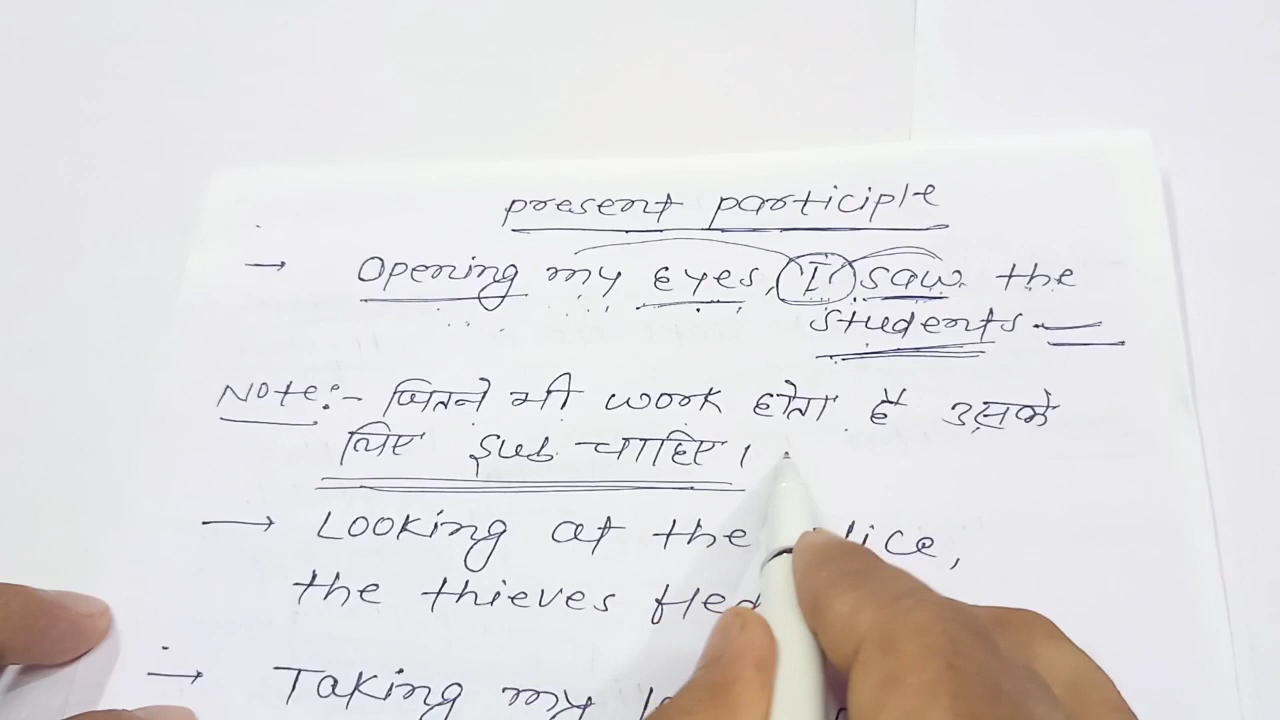 present participle
→ Opening my Eyes, I saw the
students
Note:- जितने भी work होता है उसके
लिए sub चाहिए।
→ Looking at the
the thieves fled
→ Taking my